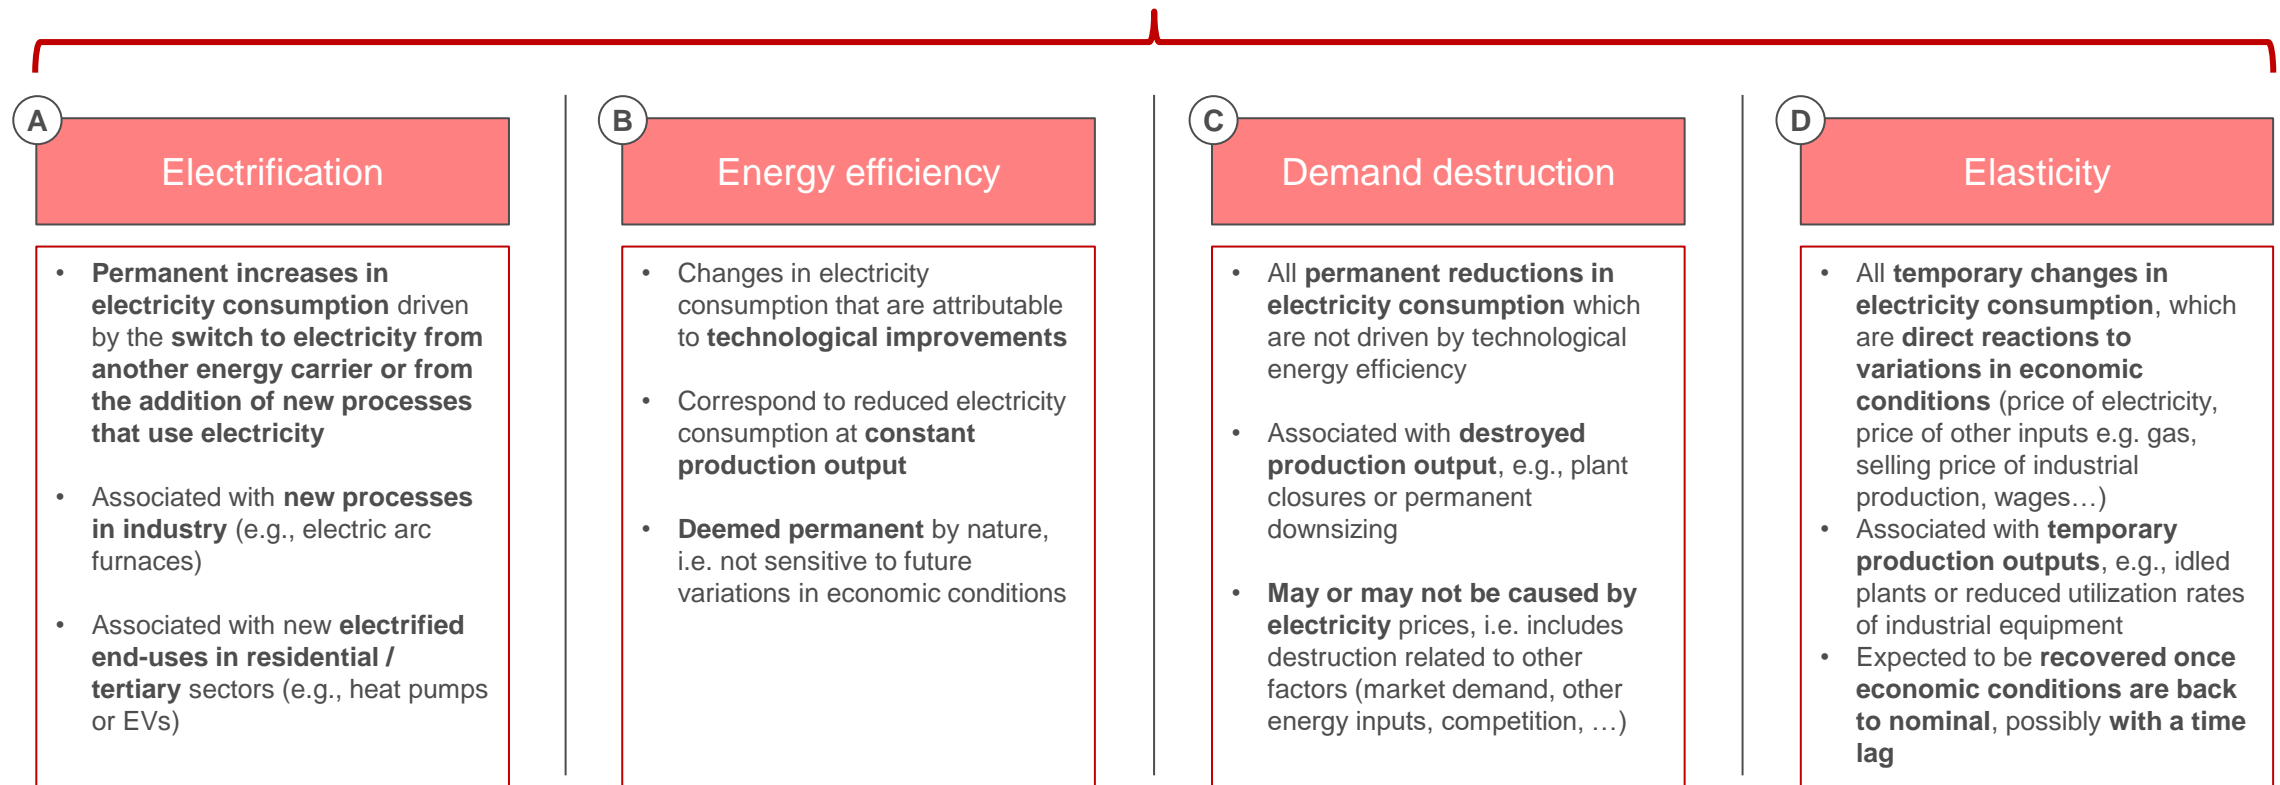 A
Electrification
• Permanent increases in
electricity consumption driven
by the switch to electricity from
another energy carrier or from
the addition of new processes
that use electricity
• Associated with new processes
in industry (e.g., electric arc
furnaces)
• Associated with new electrified
end-uses in residential /
tertiary sectors (e.g., heat pumps
or EVs)
B
Energy efficiency
• Changes in electricity
consumption that are attributable
to technological improvements
• Correspond to reduced electricity
consumption at constant
production output
• Deemed permanent by nature,
i.e. not sensitive to future
variations in economic conditions
C
Demand destruction
• All permanent reductions in
electricity consumption which
are not driven by technological
energy efficiency
• Associated with destroyed
production output, e.g., plant
closures or permanent
downsizing
• May or may not be caused by
electricity prices, i.e. includes
destruction related to other
factors (market demand, other
energy inputs, competition, …)
D
Elasticity
• All temporary changes in
electricity consumption, which
are direct reactions to
variations in economic
conditions (price of electricity,
price of other inputs e.g. gas,
selling price of industrial
production, wages…)
• Associated with temporary
production outputs, e.g., idled
plants or reduced utilization rates
of industrial equipment
• Expected to be recovered once
economic conditions are back
to nominal, possibly with a time
lag